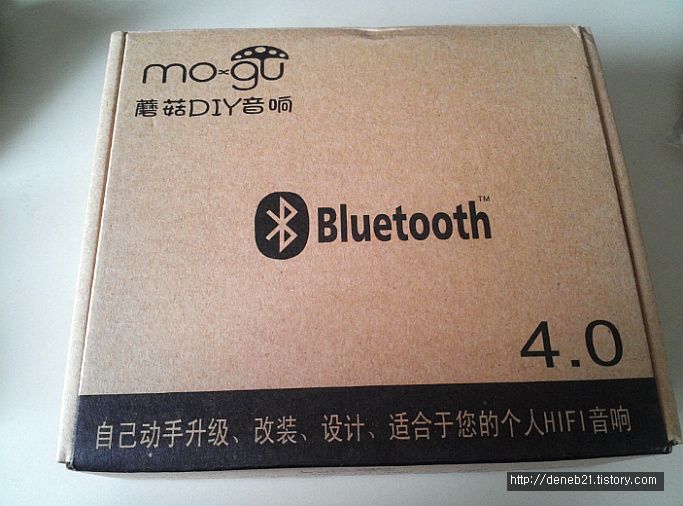 mo×gu
蘑菇DIY音响
Bluetooth™
4.0
自己动手升级、改装、设计、适合于您的个人HIFI音响
http://deneb21.tistory.com